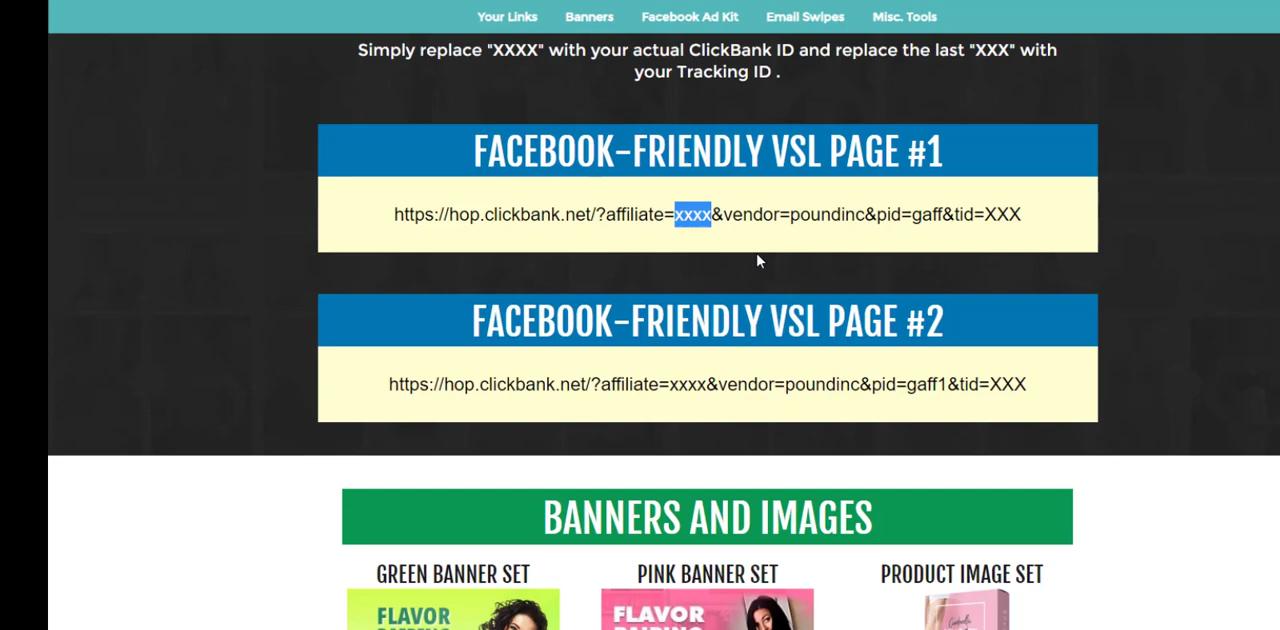 Your Links Banners Facebook Ad Kit Email Swipes Misc. Tools
Simply replace "XXXX" with your actual ClickBank ID and replace the last "XXX" with
your Tracking ID .
FACEBOOK-FRIENDLY VSL PAGE #1
https://hop.clickbank.net/?affiliate=xxxx&vendor=poundinc&pid=gaff&tid=XXX
FACEBOOK-FRIENDLY VSL PAGE #2
https://hop.clickbank.net/?affiliate=xxxx&vendor=poundinc&pid=gaff1&tid=XXX
BANNERS AND IMAGES
GREEN BANNER SET PINK BANNER SET PRODUCT IMAGE SET
FLAVOR
FLAVOR